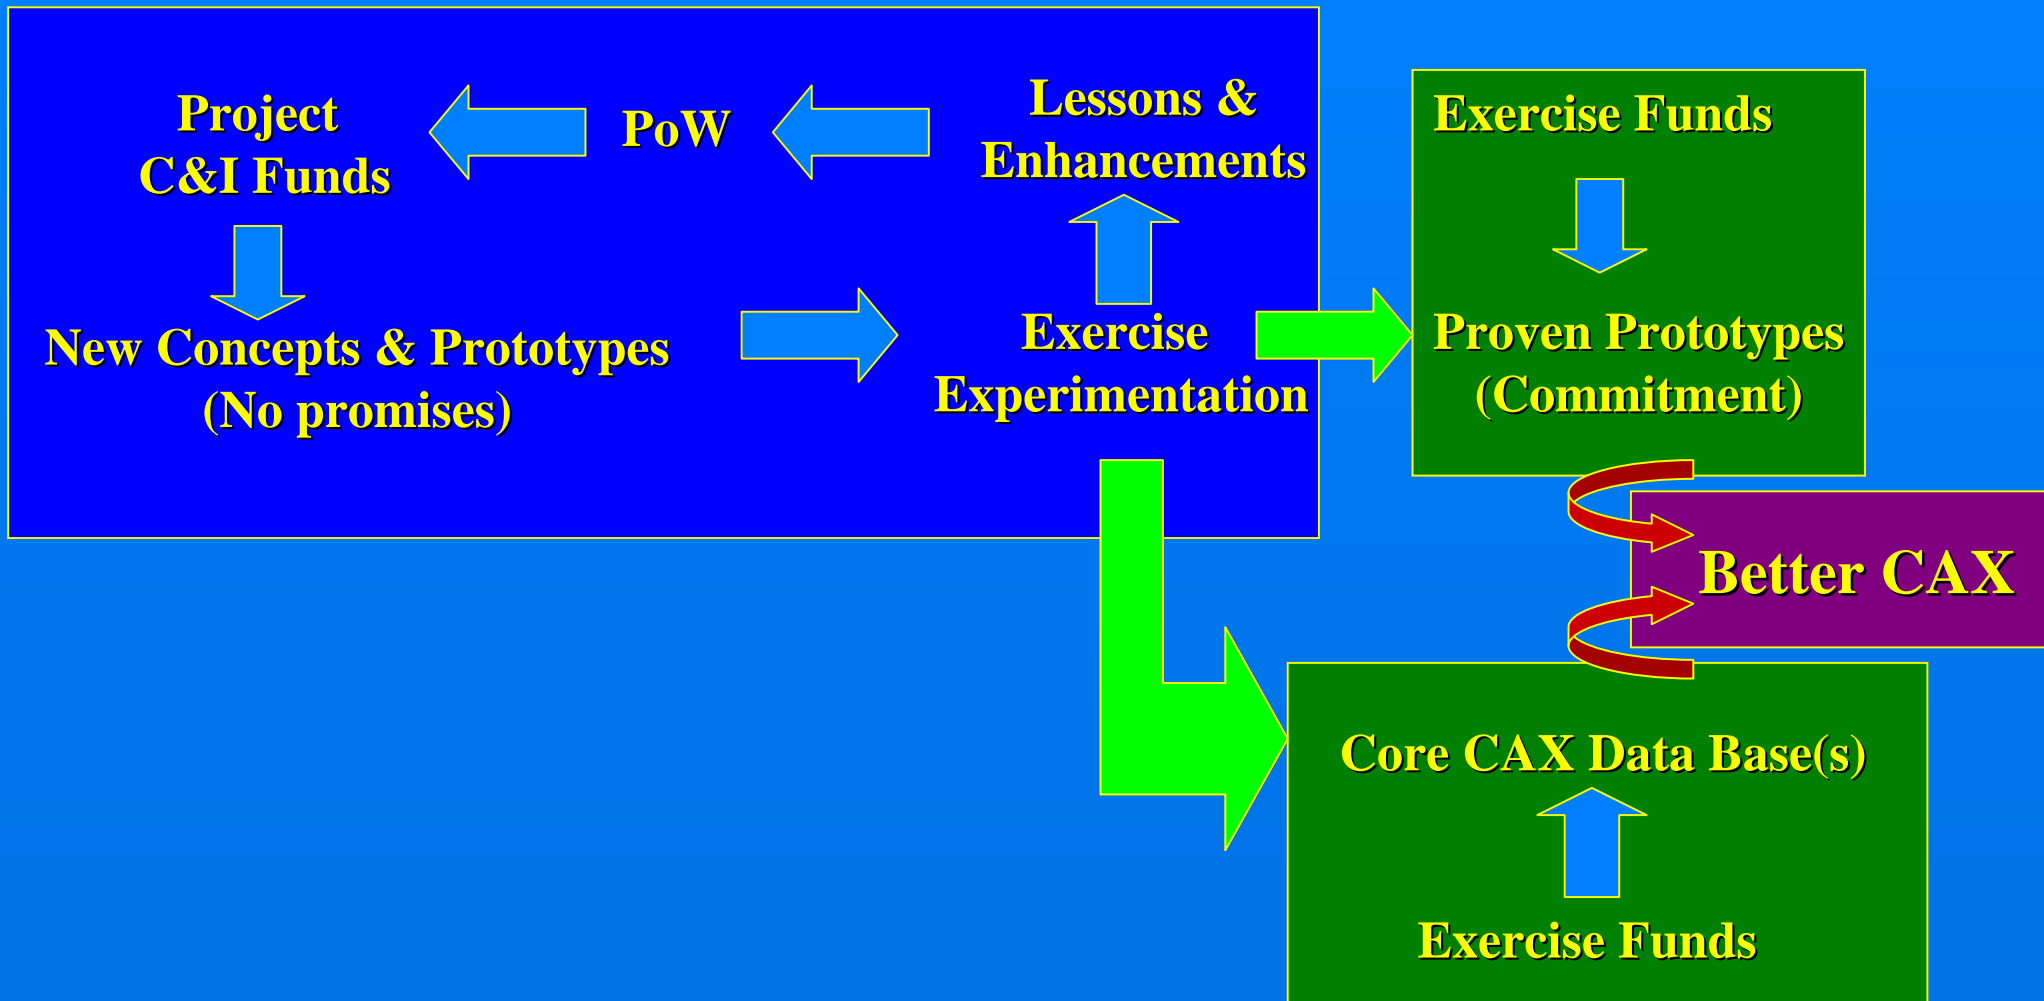 Project
C&I Funds
PoW
Lessons &
Enhancements
New Concepts & Prototypes
(No promises)
Exercise
Experimentation
Exercise Funds
Proven Prototypes
(Commitment)
Better CAX
Core CAX Data Base(s)
Exercise Funds